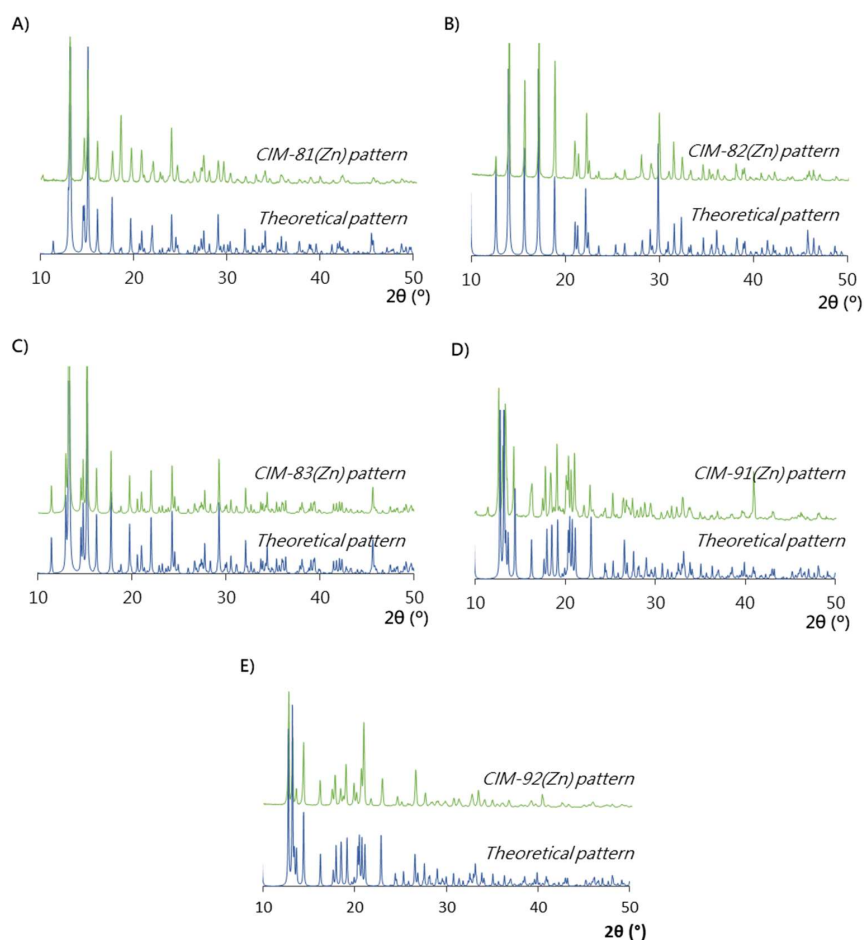 A)
CIM-81(Zn) pattern
Theoretical pattern
10 20 30 40 50
2θ (º)
B)
CIM-82(Zn) pattern
Theoretical pattern
10 20 30 40 50
2θ (º)
C)
CIM-83(Zn) pattern
Theoretical pattern
10 20 30 40 50
2θ (º)
D)
CIM-91(Zn) pattern
Theoretical pattern
10 20 30 40 50
2θ (º)
E)
CIM-92(Zn) pattern
Theoretical pattern
10 20 30 40 50
2θ (°)